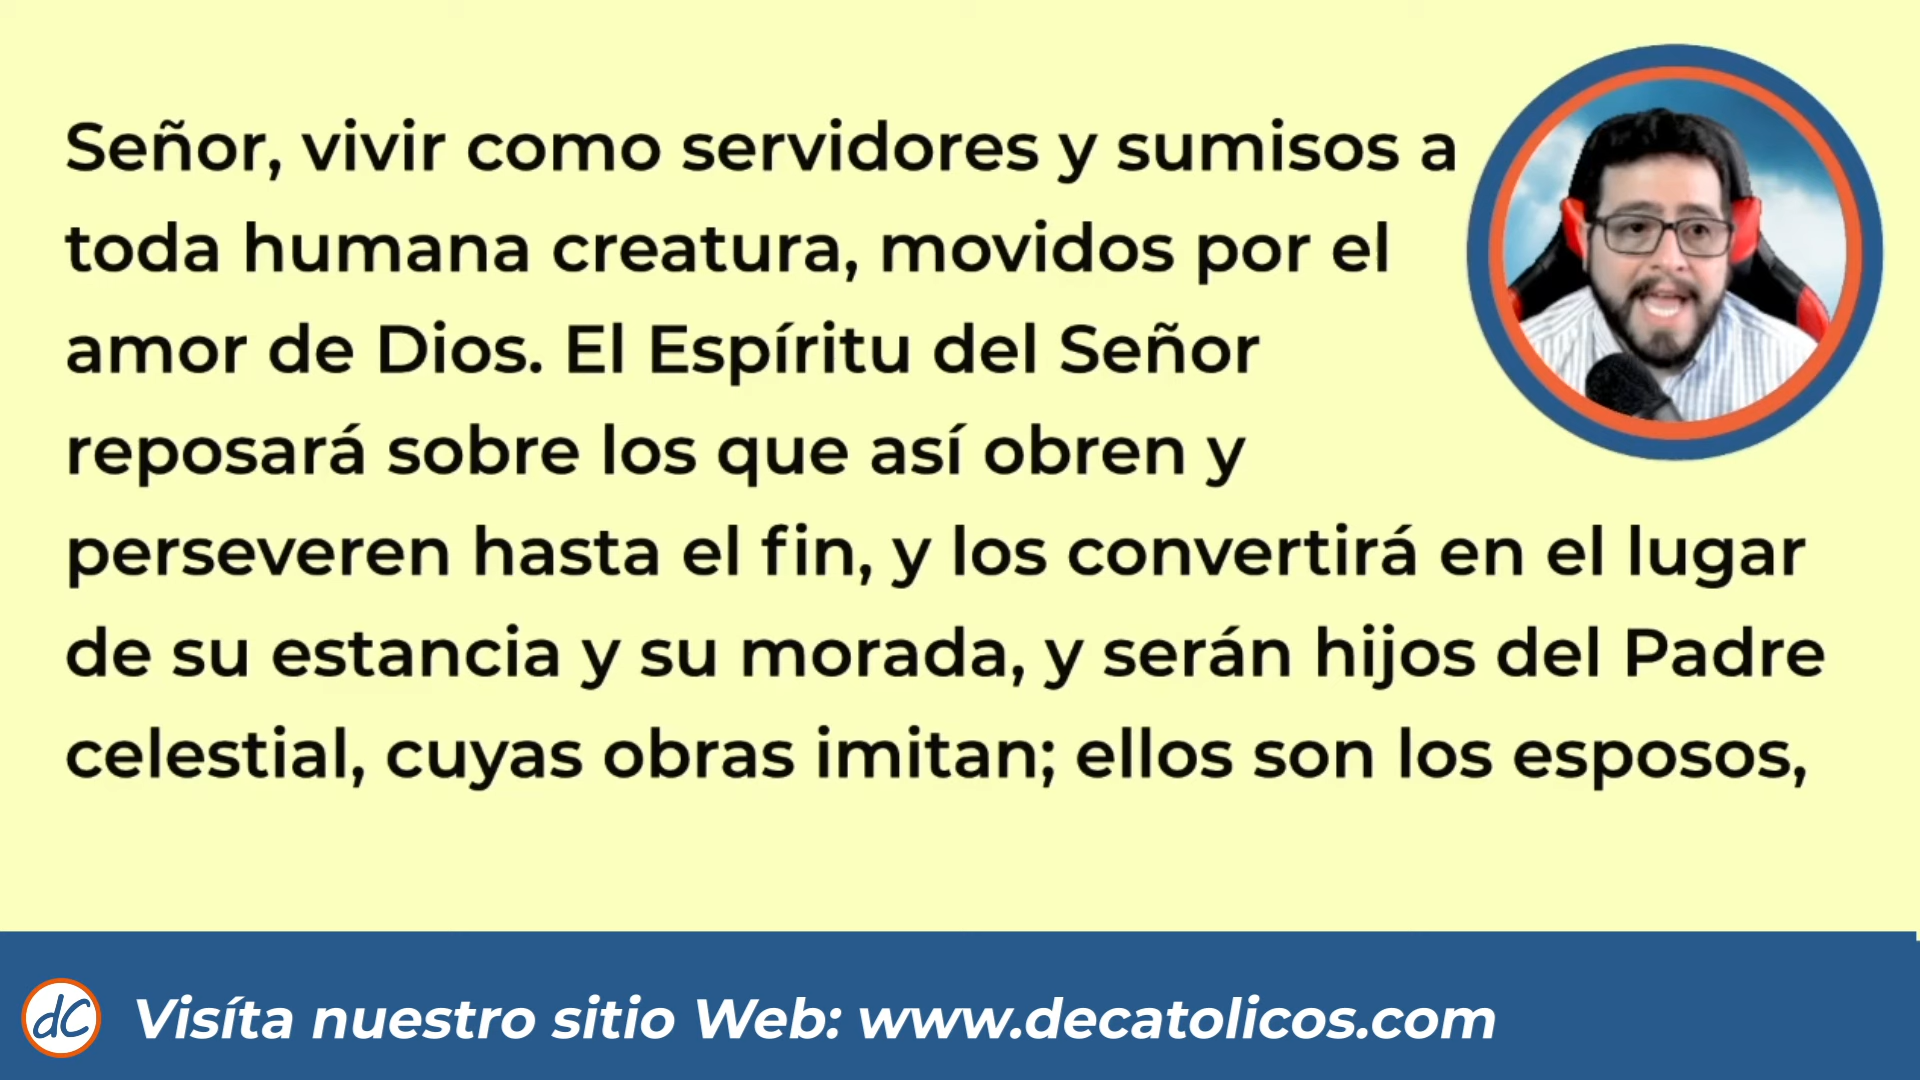 Señor, vivir como servidores y sumisos a
toda humana creatura, movidos por el
amor de Dios. El Espíritu del Señor
reposará sobre los que así obren y
perseveren hasta el fin, y los convertirá en el lugar
de su estancia y su morada, y serán hijos del Padre
celestial, cuyas obras imitan; ellos son los esposos,
dC Visíta nuestro sitio Web: www.decatolicos.com